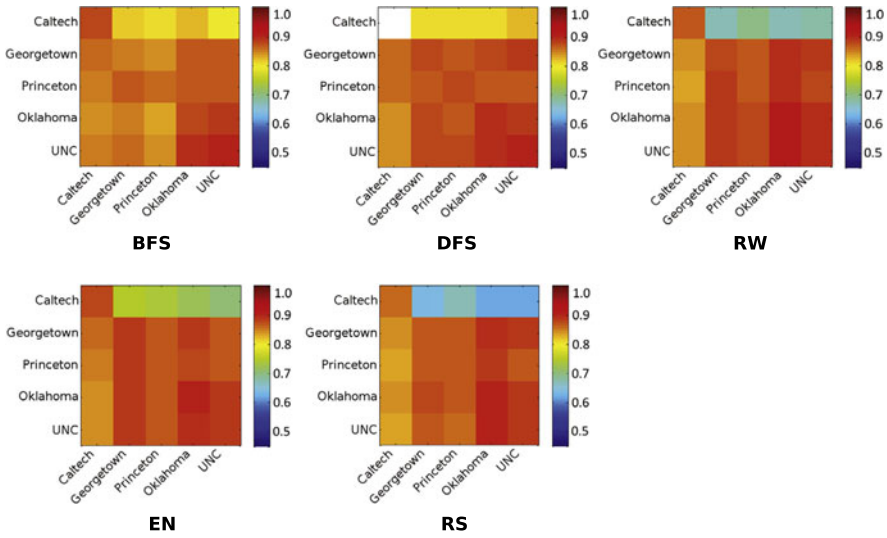 Caltech
Georgetown
Princeton
Oklahoma
UNC
1.0
0.9
0.8
0.7
0.6
0.5
Caltech
Georgetown
Princeton
Oklahoma
UNC
BFS
Caltech
Georgetown
Princeton
Oklahoma
UNC
1.0
0.9
0.8
0.7
0.6
0.5
Caltech
Georgetown
Princeton
Oklahoma
UNC
DFS
Caltech
Georgetown
Princeton
Oklahoma
UNC
1.0
0.9
0.8
0.7
0.6
0.5
Caltech
Georgetown
Princeton
Oklahoma
UNC
RW
Caltech
Georgetown
Princeton
Oklahoma
UNC
1.0
0.9
0.8
0.7
0.6
0.5
Caltech
Georgetown
Princeton
Oklahoma
UNC
EN
Caltech
Georgetown
Princeton
Oklahoma
UNC
1.0
0.9
0.8
0.7
0.6
0.5
Caltech
Georgetown
Princeton
Oklahoma
UNC
RS